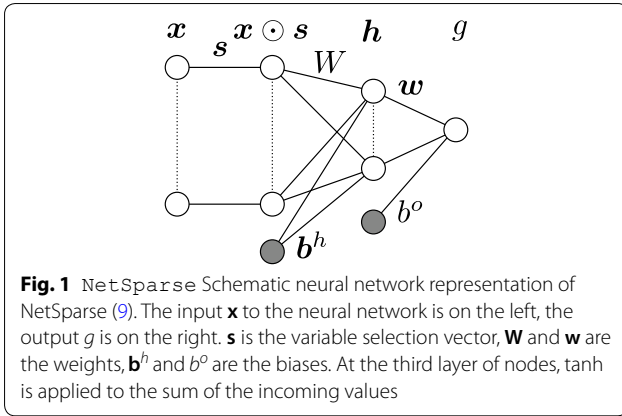 x x ⊙ s h g
s W w
b^o
b^h
Fig. 1 NetSparse Schematic neural network representation of
NetSparse (9). The input x to the neural network is on the left, the
output g is on the right. s is the variable selection vector, W and w are
the weights, b^h and b^o are the biases. At the third layer of nodes, tanh
is applied to the sum of the incoming values